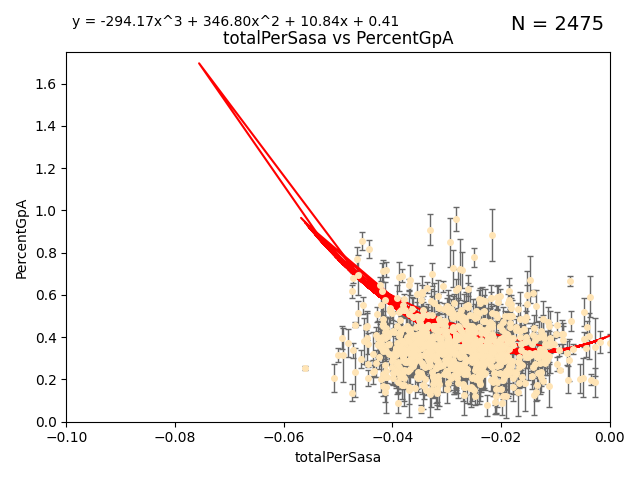 y = -294.17x^3 + 346.80x^2 + 10.84x + 0.41
N = 2475
totalPerSasa vs PercentGpA
PercentGpA
1.6
1.4
1.2
1.0
0.8
0.6
0.4
0.2
0.0
−0.10 −0.08 −0.06 −0.04 −0.02 0.00
totalPerSasa